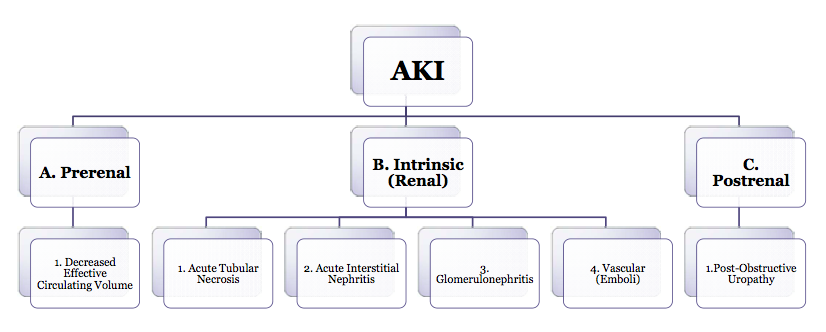 AKI
A. Prerenal
B. Intrinsic
(Renal)
C.
Postrenal
1. Decreased
Effective
Circulating Volume
1. Acute Tubular
Necrosis
2. Acute Interstitial
Nephritis
3.
Glomerulonephritis
4. Vascular
(Emboli)
1.Post-Obstructive
Uropathy